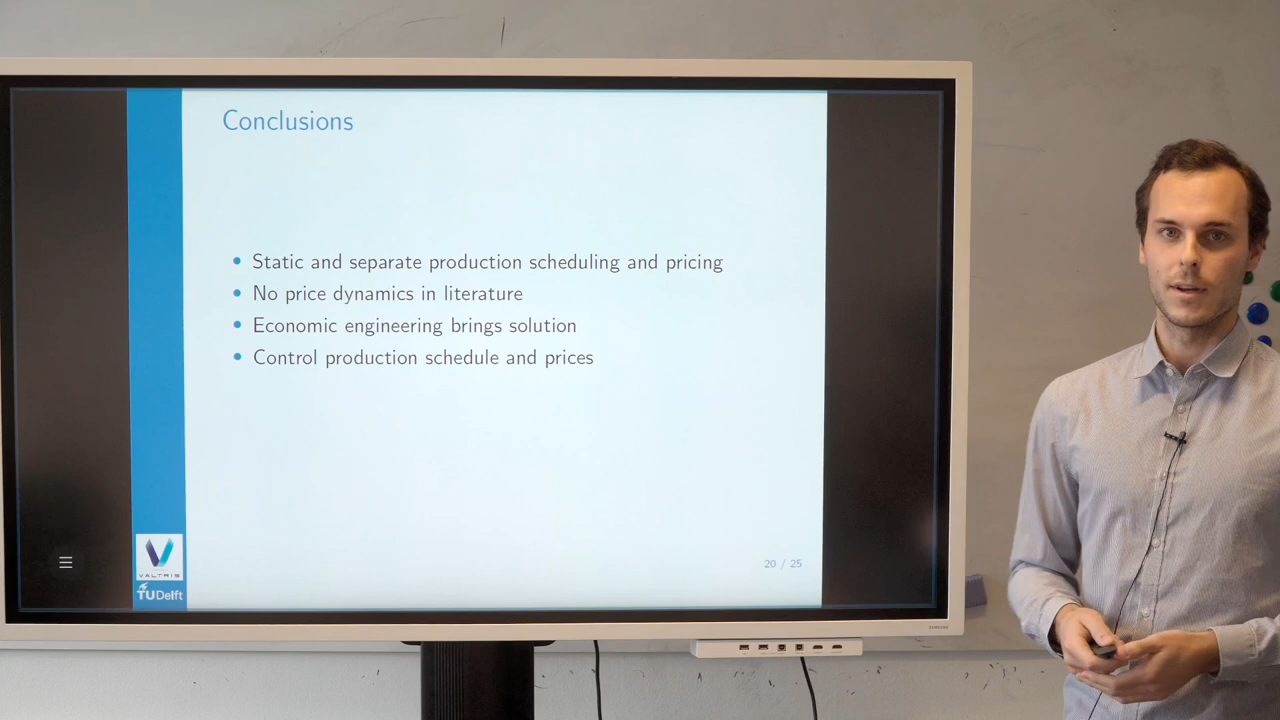 Conclusions
Static and separate production scheduling and pricing
No price dynamics in literature
Economic engineering brings solution
Control production schedule and prices
20 / 25
VALTRIS
TUDelft
SAMSUNG